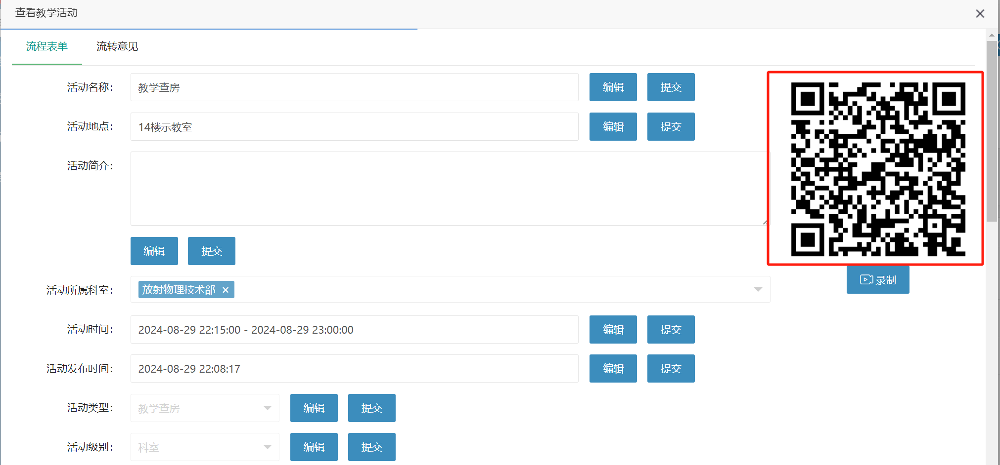 查看教学活动
流程表单 流转意见
活动名称: 教学查房 编辑 提交
活动地点: 14楼示教室 编辑 提交
活动简介:
编辑 提交
录制
活动所属科室: 放射物理技术部 ×
活动时间: 2024-08-29 22:15:00 - 2024-08-29 23:00:00 编辑 提交
活动发布时间: 2024-08-29 22:08:17 编辑 提交
活动类型: 教学查房 编辑 提交
活动级别: 科室 编辑 提交